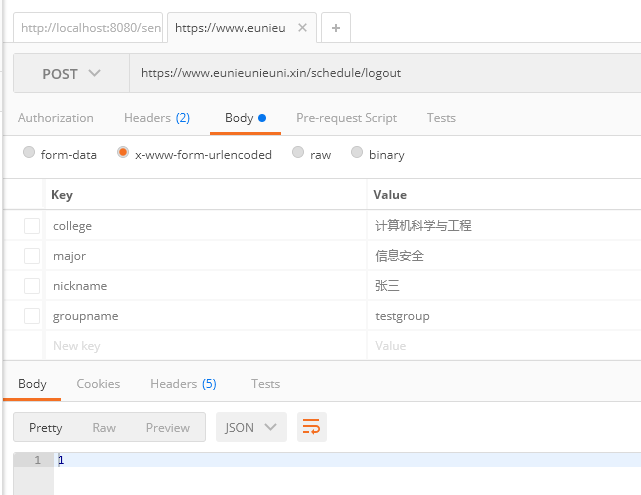 http://localhost:8080/sen https://www.eunieu
POST https://www.eunieunieuni.xin/schedule/logout
Authorization Headers (2) Body Pre-request Script Tests
form-data x-www-form-urlencoded raw binary
Key Value
college 计算机科学与工程
major 信息安全
nickname 张三
groupname testgroup
New key Value
Body Cookies Headers (5) Tests
Pretty Raw Preview JSON
1 1